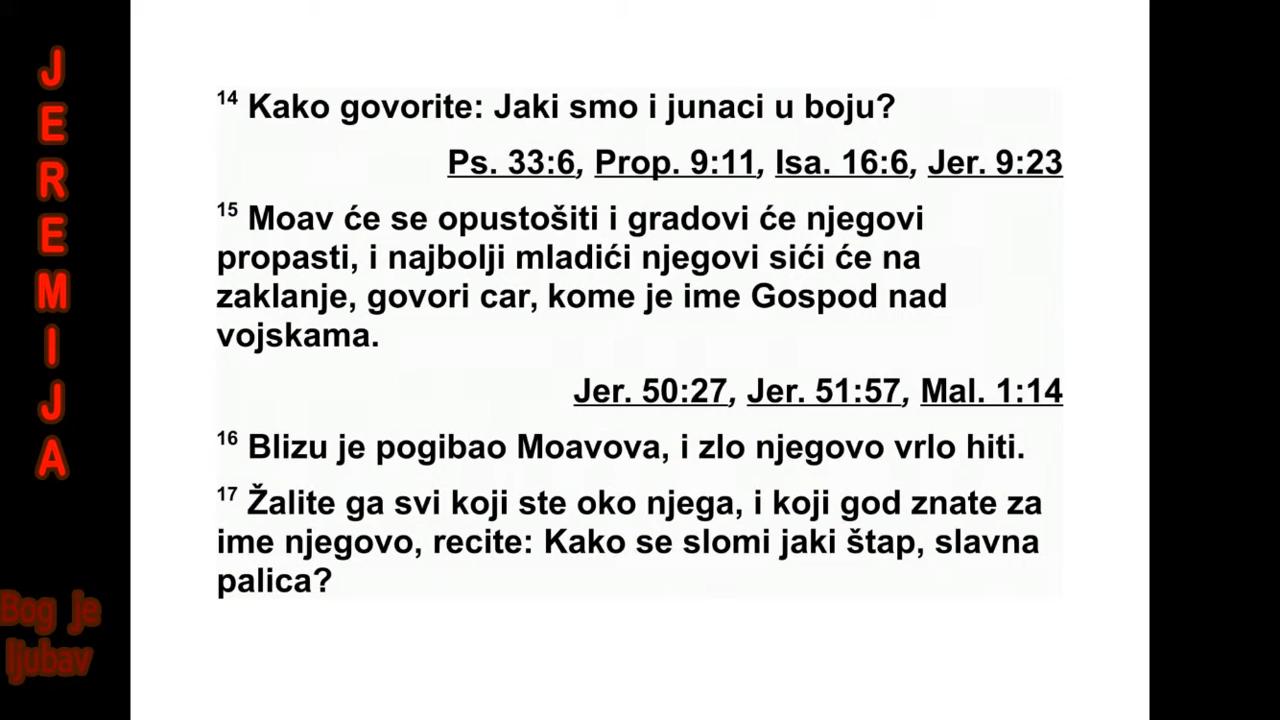 JEREMIJA
Bog je
ljubav
14 Kako govorite: Jaki smo i junaci u boju?
Ps. 33:6, Prop. 9:11, Isa. 16:6, Jer. 9:23
15 Moav će se opustošiti i gradovi će njegovi
propasti, i najbolji mladići njegovi sići će na
zaklanje, govori car, kome je ime Gospod nad
vojskama.
Jer. 50:27, Jer. 51:57, Mal. 1:14
16 Blizu je pogibao Moavova, i zlo njegovo vrlo hiti.
17 Žalite ga svi koji ste oko njega, i koji god znate za
ime njegovo, recite: Kako se slomi jaki štap, slavna
palica?